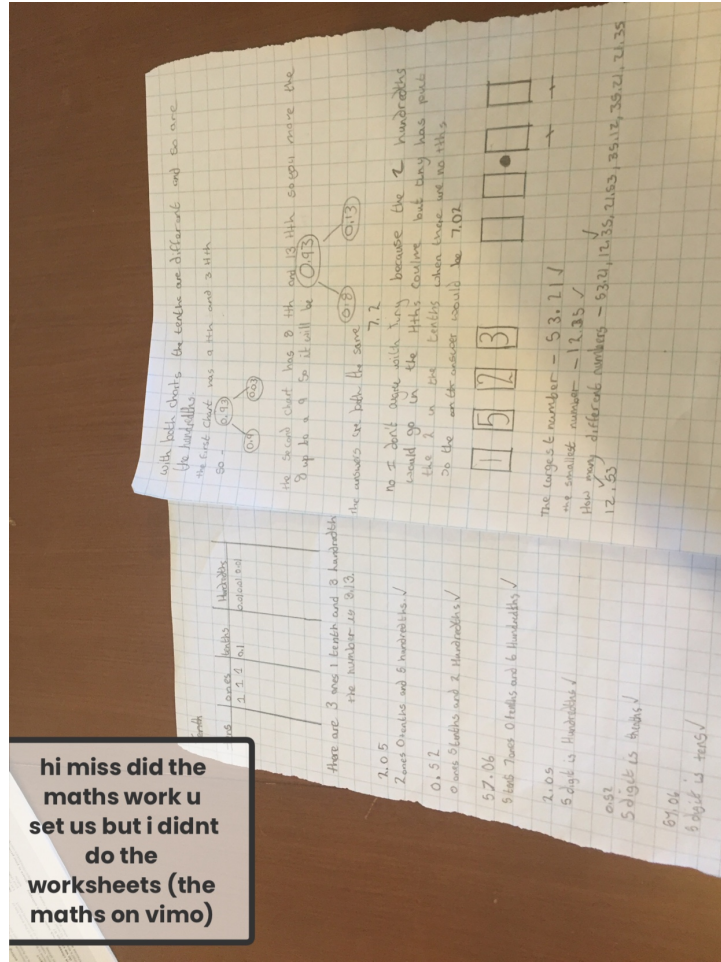 ones tenths Hundredths
1 1 1 0.1 0.01 0.01 0.01
there are 3 ones 1 tenth and 3 hundredth
the number is 3.13.
2.05
2 ones 0 tenths and 5 hundredths. ✓
0.52
0 ones 5 tenths and 2 Hundredths ✓
57.06
5 tens 7 ones 0 tenths and 6 Hundredths ✓
2.05
5 digit is Hundredths ✓
0.52
5 digit is tenths ✓
57.06
5 digit is tens ✓
with both charts the tenths are different and so are
the hundredths.
the first chart has 9 tth and 3 Hth
so - 0.93
0.9 0.03
the second chart has 8 tth and 13 Hth so you move the
8 up to a 9 so it will be 0.93
0.8 0.13
the answers are both the same
7.2
no I don't agree with because the 2 hundredths
would go in the Hths but has put
the 2 in the tenths when there are no tths
so the answer would be 7.02
1 5 2 3
The largest number - 53.21 ✓
the smallest number - 12.35 ✓
How many different numbers - 53.21, 12.35, 21.53, 35.12, 35.21, 21.35
12.53
hi miss did the
maths work u
set us but i didnt
do the
worksheets (the
maths on vimo)